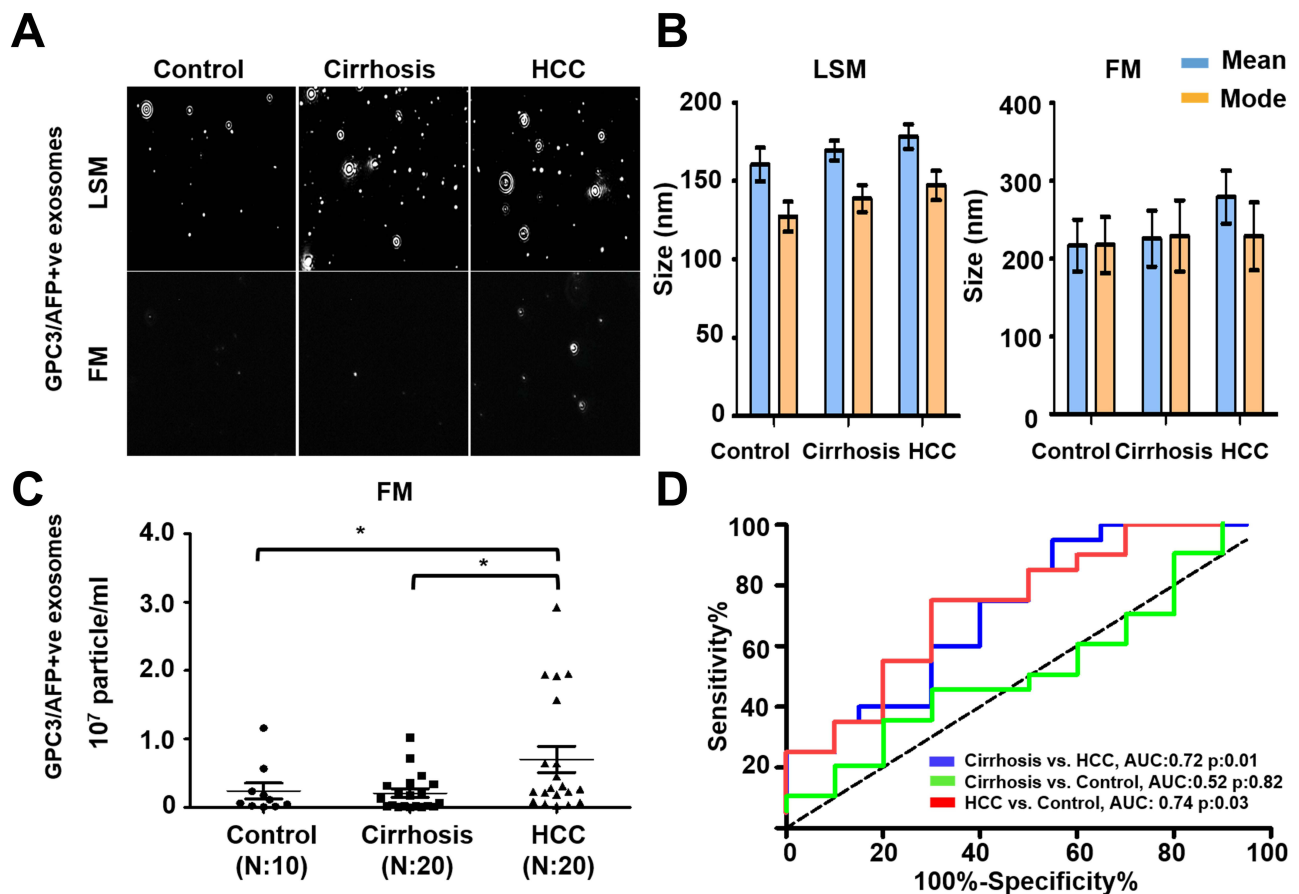 A
Control Cirrhosis HCC
GPC3/AFP+ve exosomes
LSM
FM
B
LSM
FM
Mean
Mode
Size (nm)
200
150
100
50
0
Control Cirrhosis HCC
Size (nm)
400
300
200
100
0
Control Cirrhosis HCC
C
FM
GPC3/AFP+ve exosomes
10⁷ particle/ml
4.0
3.0
2.0
1.0
0
*
*
Control
(N:10)
Cirrhosis
(N:20)
HCC
(N:20)
D
Sensitivity%
100
80
60
40
20
Cirrhosis vs. HCC, AUC:0.72 p:0.01
Cirrhosis vs. Control, AUC:0.52 p:0.82
HCC vs. Control, AUC: 0.74 p:0.03
0 20 40 60 80 100
100%-Specificity%